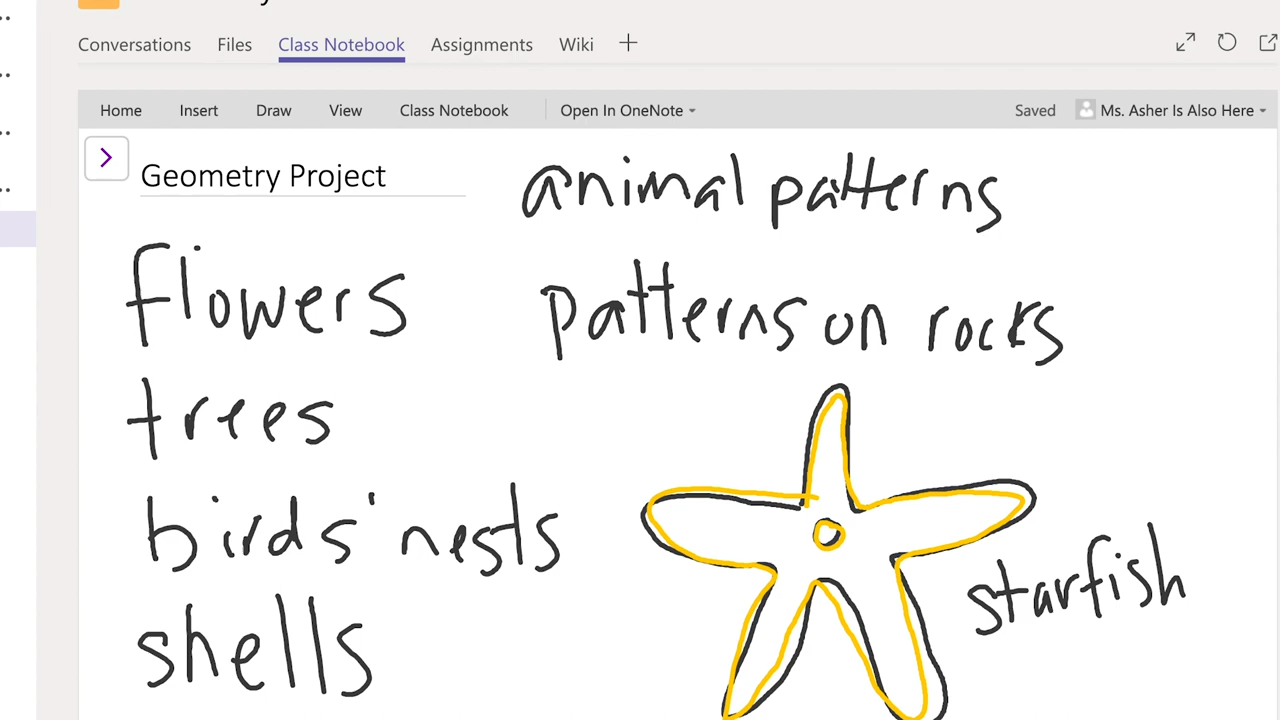 Conversations Files Class Notebook Assignments Wiki +
Home Insert Draw View Class Notebook Open In OneNote Saved Ms. Asher Is Also Here
Geometry Project
animal patterns
flowers
patterns on rocks
trees
birds' nests
starfish
shells